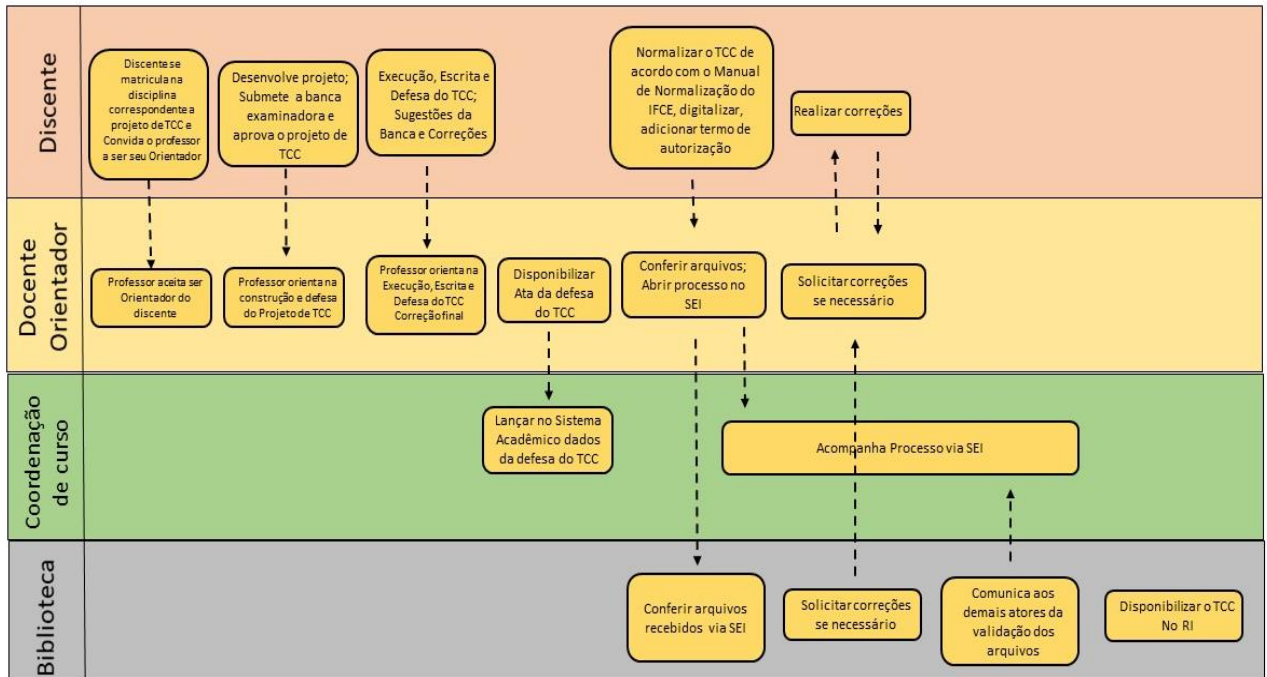 Discente
Discente se
matricula na
disciplina
correspondente a
projeto de TCC e
Convida o professor
a ser seu Orientador
Desenvolve projeto;
Submete a banca
examinadora e
aprova o projeto de
TCC
Execução, Escrita e
Defesa do TCC;
Sugestões da
Banca e Correções
Normalizar o TCC de
acordo com o Manual
de Normalização do
IFCE, digitalizar,
adicionar termo de
autorização
Realizar correções
Docente
Orientador
Professor aceita ser
Orientador do
discente
Professor orienta na
construção e defesa
do Projeto de TCC
Professor orienta na
Execução, Escrita e
Defesa do TCC
Correção final
Disponibilizar
Ata da defesa
do TCC
Conferir arquivos;
Abrir processo no
SEI
Solicitar correções
se necessário
Coordenação
de curso
Lançar no Sistema
Acadêmico dados
da defesa do TCC
Acompanha Processo via SEI
Biblioteca
Conferir arquivos
recebidos via SEI
Solicitar correções
se necessário
Comunica aos
demais atores da
validação dos
arquivos
Disponibilizar o TCC
No RI